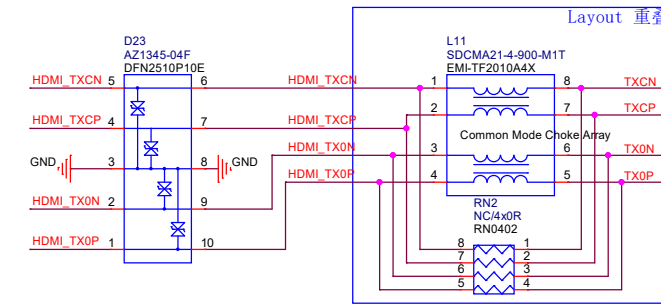 Layout 重叠
D23
AZ1345-04F
DFN2510P10E
L11
SDCMA21-4-900-M1T
EMI-TF2010A4X
HDMI_TXCN 5 6 HDMI_TXCN 1 8 TXCN
HDMI_TXCP 4 7 HDMI_TXCP 2 7 TXCP
Common Mode Choke Array
GND 3 8 GND HDMI_TX0N 3 6 TX0N
HDMI_TX0P 4 5 TX0P
HDMI_TX0N 2 9
RN2
NC/4x0R
RN0402
HDMI_TX0P 1 10
8 1
7 2
6 3
5 4